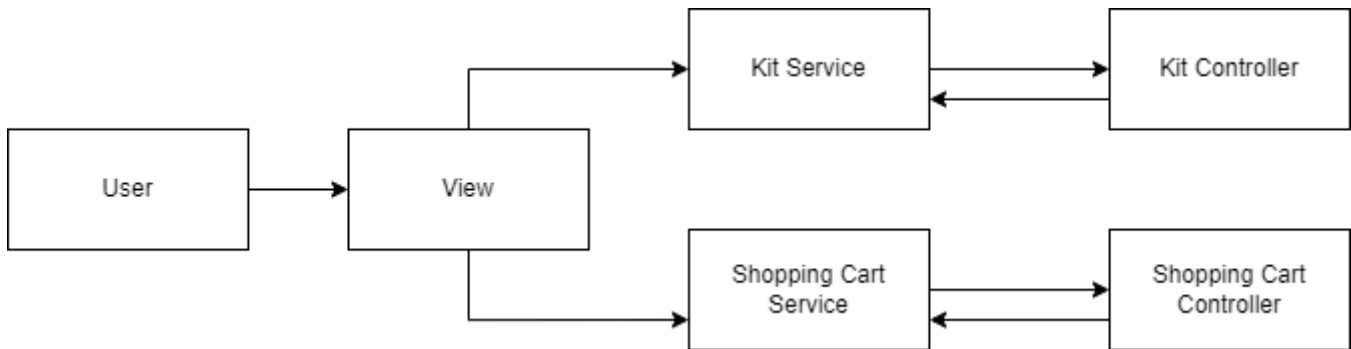 Kit Service
Kit Controller
User
View
Shopping Cart
Service
Shopping Cart
Controller